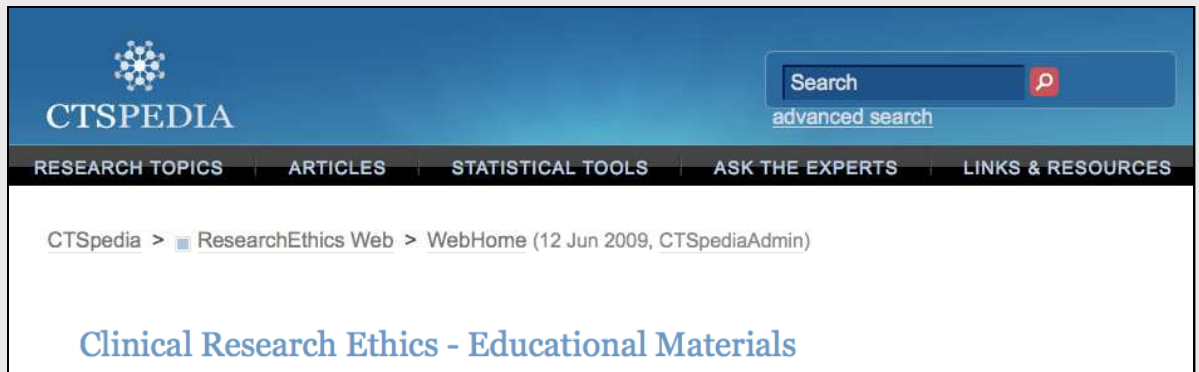 Search
CTSPEDIA
advanced search
RESEARCH TOPICS ARTICLES STATISTICAL TOOLS ASK THE EXPERTS LINKS & RESOURCES
CTSpedia > ResearchEthics Web > WebHome (12 Jun 2009, CTSpediaAdmin)
Clinical Research Ethics - Educational Materials